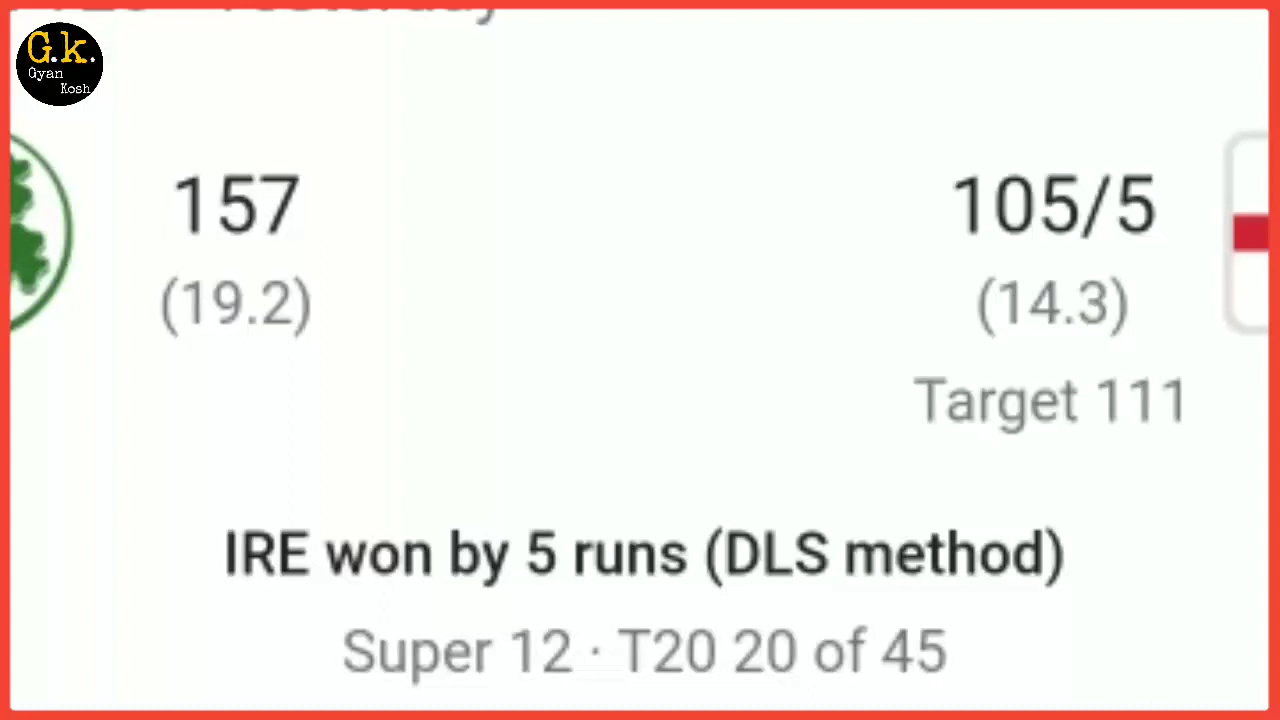 G.k.
Gyan
Kosh
157
105/5
(19.2)
(14.3)
Target 111
IRE won by 5 runs (DLS method)
Super 12 · T20 20 of 45